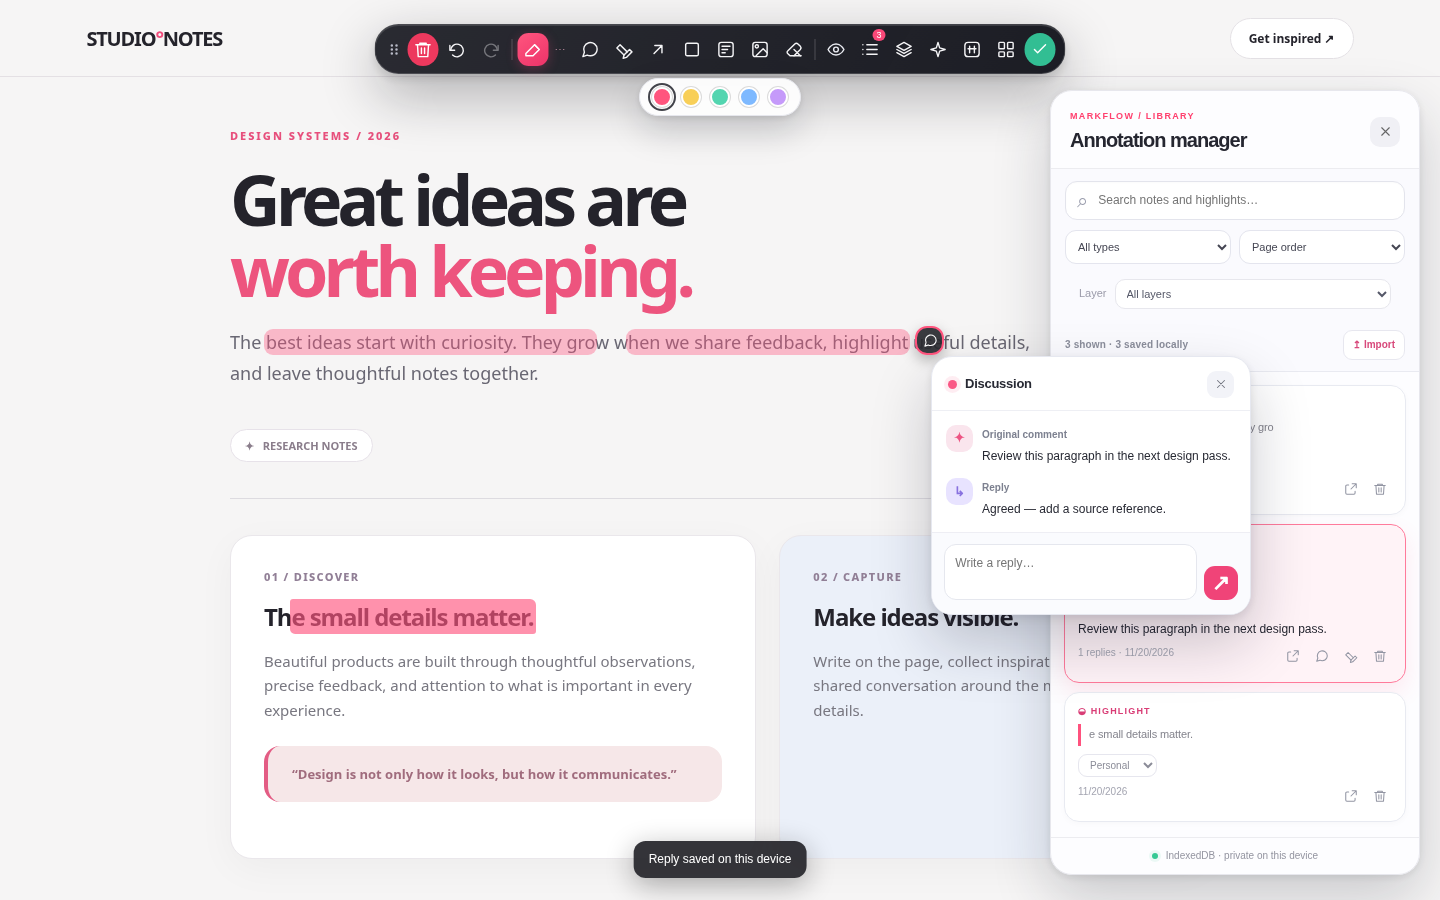 STUDIO°NOTES
3
Get inspired ↗
DESIGN SYSTEMS / 2026
Great ideas are
worth keeping.
The best ideas start with curiosity. They grow when we share feedback, highlight ful details,
and leave thoughtful notes together.
✦ RESEARCH NOTES
01 / DISCOVER
The small details matter.
Beautiful products are built through thoughtful observations,
precise feedback, and attention to what is important in every
experience.
“Design is not only how it looks, but how it communicates.”
02 / CAPTURE
Make ideas visible.
Write on the page, collect inspirat
shared conversation around the
details.
MARKFLOW / LIBRARY
Annotation manager
Search notes and highlights…
All types
Page order
Layer
All layers
3 shown · 3 saved locally
↥ Import
y gro
Discussion
Original comment
Review this paragraph in the next design pass.
Reply
Agreed — add a source reference.
Write a reply…
Review this paragraph in the next design pass.
1 replies · 11/20/2026
HIGHLIGHT
e small details matter.
Personal
11/20/2026
IndexedDB · private on this device
Reply saved on this device